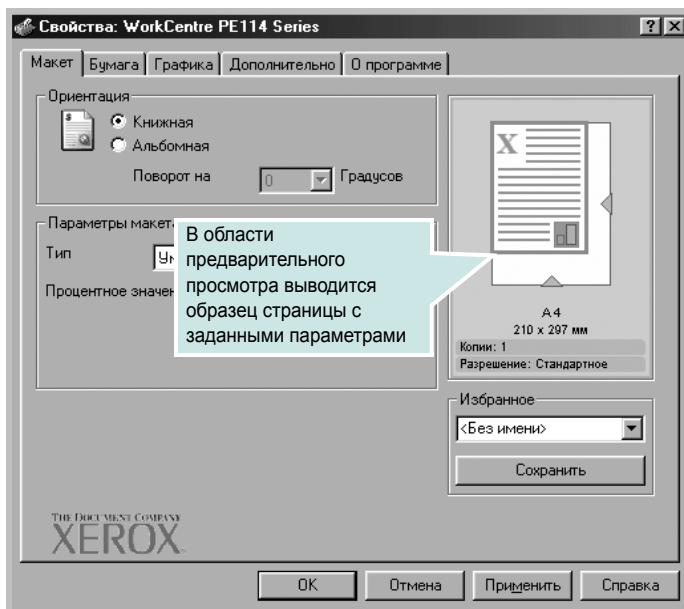 Свойства: WorkCentre PE114 Series
Макет Бумага Графика Дополнительно О программе
Ориентация
Книжная
Альбомная
Поворот на 0 Градусов
Параметры
Тип
Процентное
В области
предварительного
просмотра выводится
образец страницы с
заданными параметрами
X
A4
210 x 297 мм
Копии: 1
Разрешение: Стандартное
Избранное
<Без имени>
Сохранить
THE DOCUMENT COMPANY
XEROX
OK Отмена Применить Справка